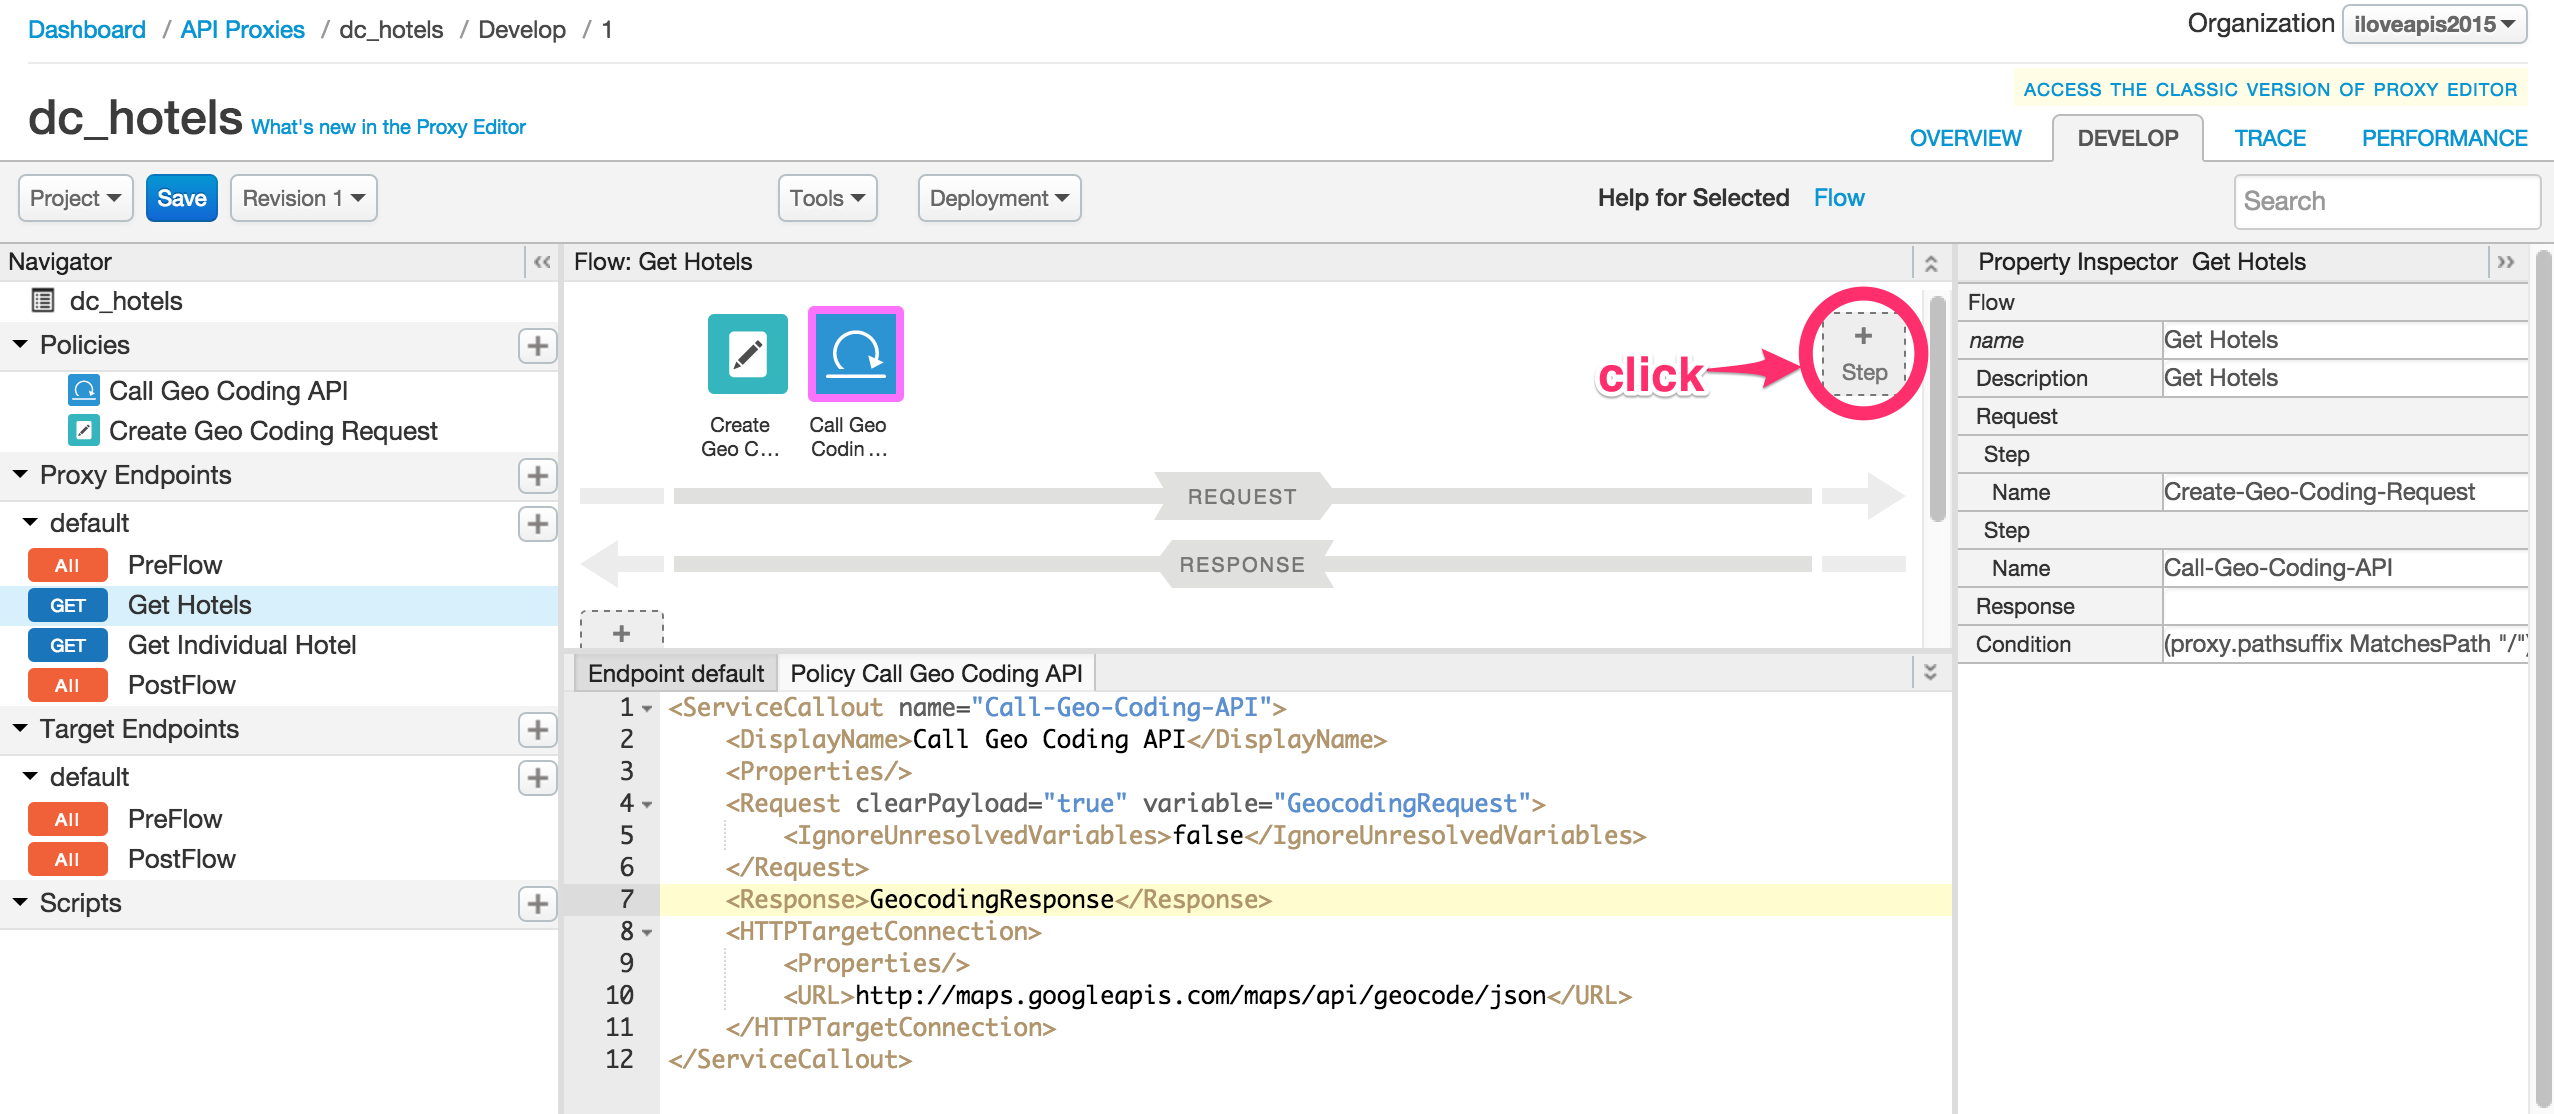 Dashboard / API Proxies / dc_hotels / Develop / 1
Organization iloveapis2015
ACCESS THE CLASSIC VERSION OF PROXY EDITOR
dc_hotels What's new in the Proxy Editor
OVERVIEW DEVELOP TRACE PERFORMANCE
Project Save Revision 1 Tools Deployment Help for Selected Flow Search
Navigator
dc_hotels
Policies
Call Geo Coding API
Create Geo Coding Request
Proxy Endpoints
default
All PreFlow
GET Get Hotels
GET Get Individual Hotel
All PostFlow
Target Endpoints
default
All PreFlow
All PostFlow
Scripts
Flow: Get Hotels
Create
Geo C...
Call Geo
Codin ...
click
+
Step
REQUEST
RESPONSE
+
Endpoint default Policy Call Geo Coding API
1 <ServiceCallout name="Call-Geo-Coding-API">
2 <DisplayName>Call Geo Coding API</DisplayName>
3 <Properties/>
4 <Request clearPayload="true" variable="GeocodingRequest">
5 <IgnoreUnresolvedVariables>false</IgnoreUnresolvedVariables>
6 </Request>
7 <Response>GeocodingResponse</Response>
8 <HTTPTargetConnection>
9 <Properties/>
10 <URL>http://maps.googleapis.com/maps/api/geocode/json</URL>
11 </HTTPTargetConnection>
12 </ServiceCallout>
Property Inspector Get Hotels
Flow
name Get Hotels
Description Get Hotels
Request
Step
Name Create-Geo-Coding-Request
Step
Name Call-Geo-Coding-API
Response
Condition (proxy.pathsuffix MatchesPath "/")